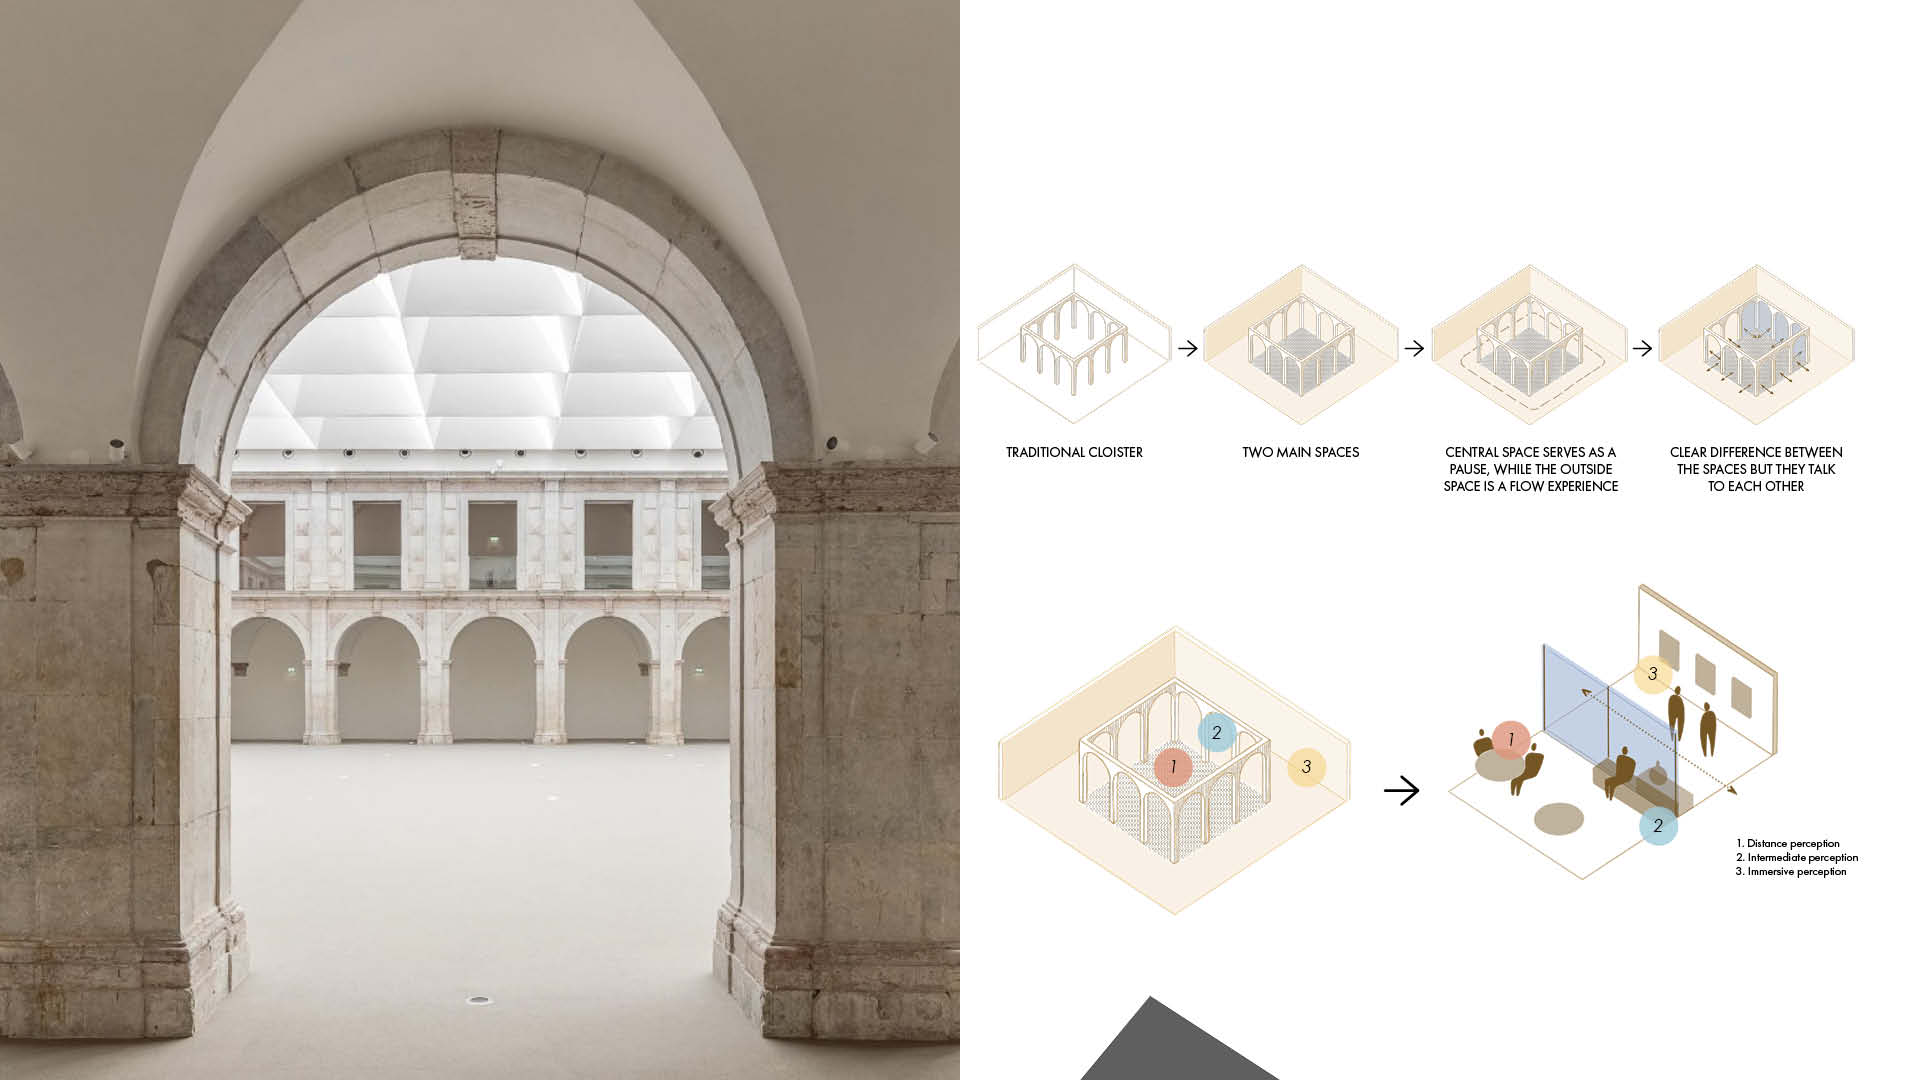 TRADITIONAL CLOISTER
TWO MAIN SPACES
CENTRAL SPACE SERVES AS A
PAUSE, WHILE THE OUTSIDE
SPACE IS A FLOW EXPERIENCE
CLEAR DIFFERENCE BETWEEN
THE SPACES BUT THEY TALK
TO EACH OTHER
1
2
3
1
2
3
1. Distance perception
2. Intermediate perception
3. Immersive perception